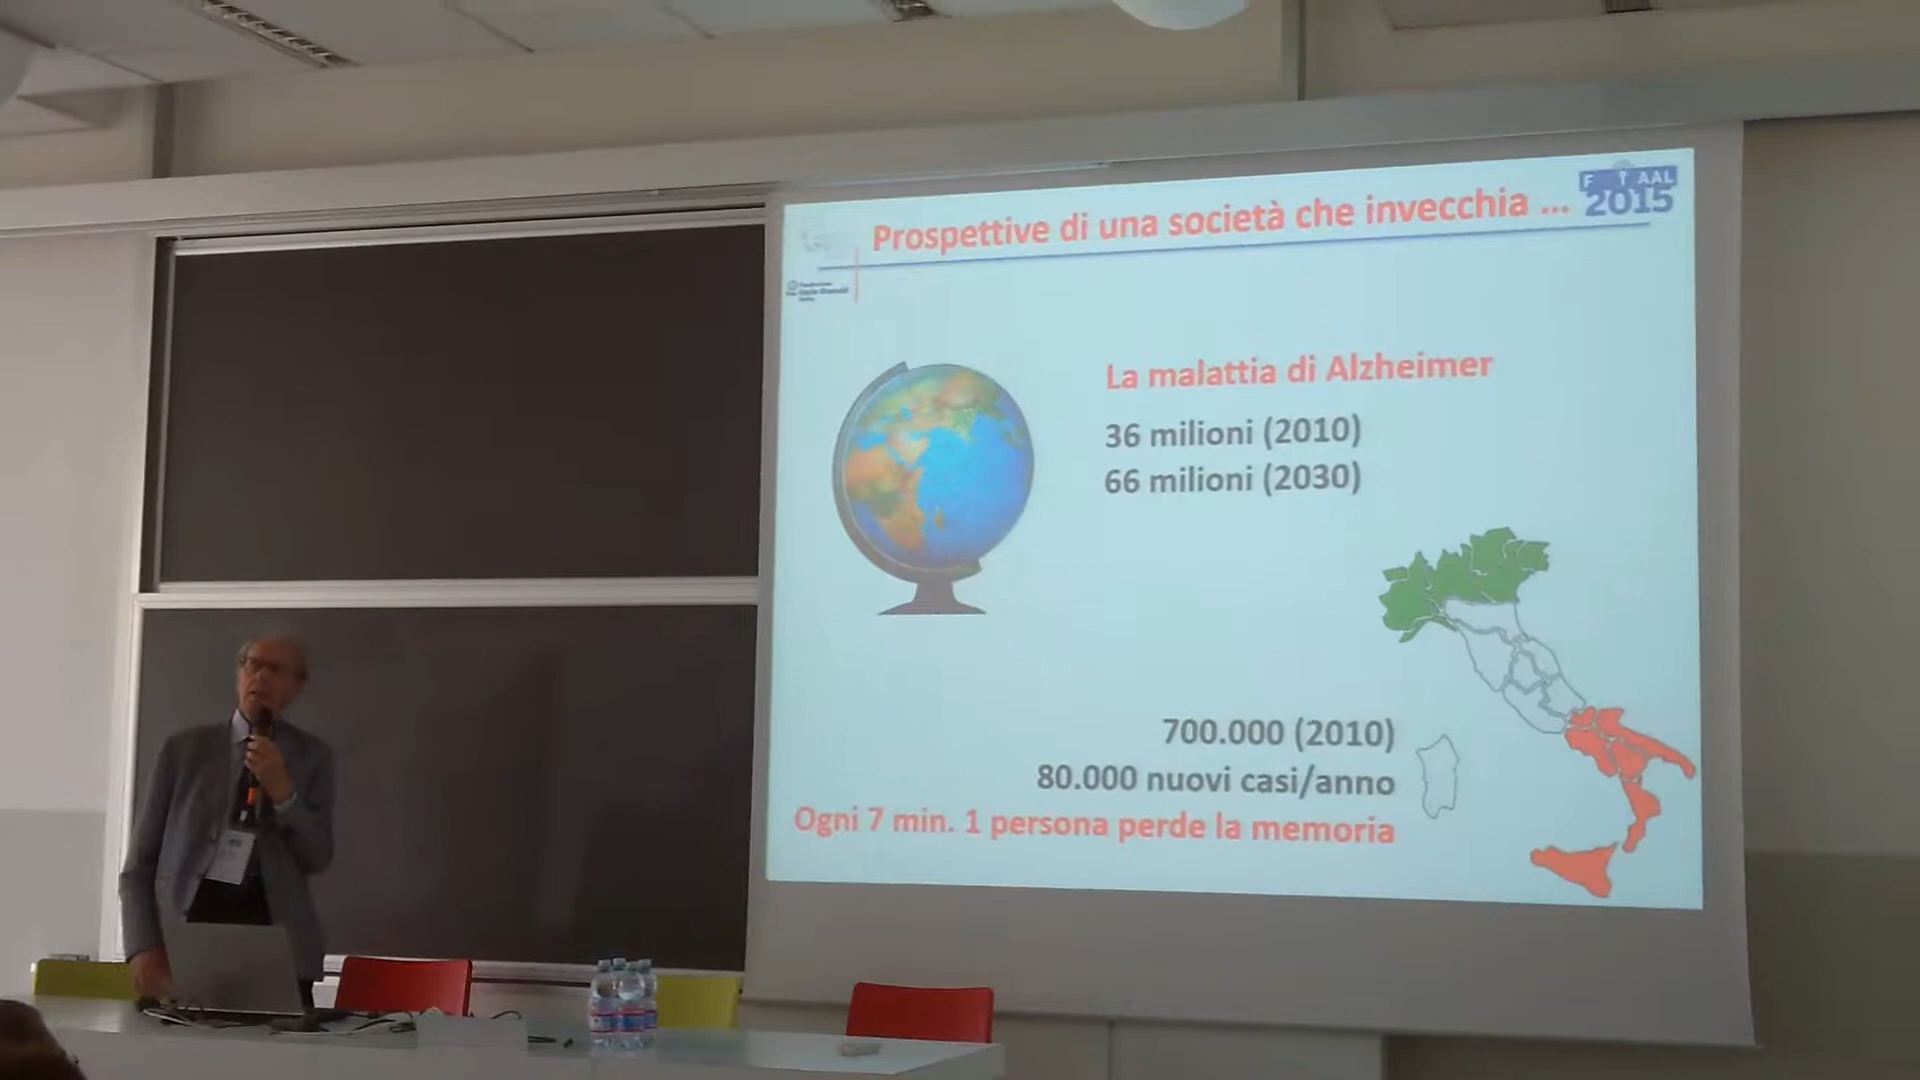 Prospettive di una società che invecchia ...
AAL
2015
La malattia di Alzheimer
36 milioni (2010)
66 milioni (2030)
700.000 (2010)
80.000 nuovi casi/anno
Ogni 7 min. 1 persona perde la memoria